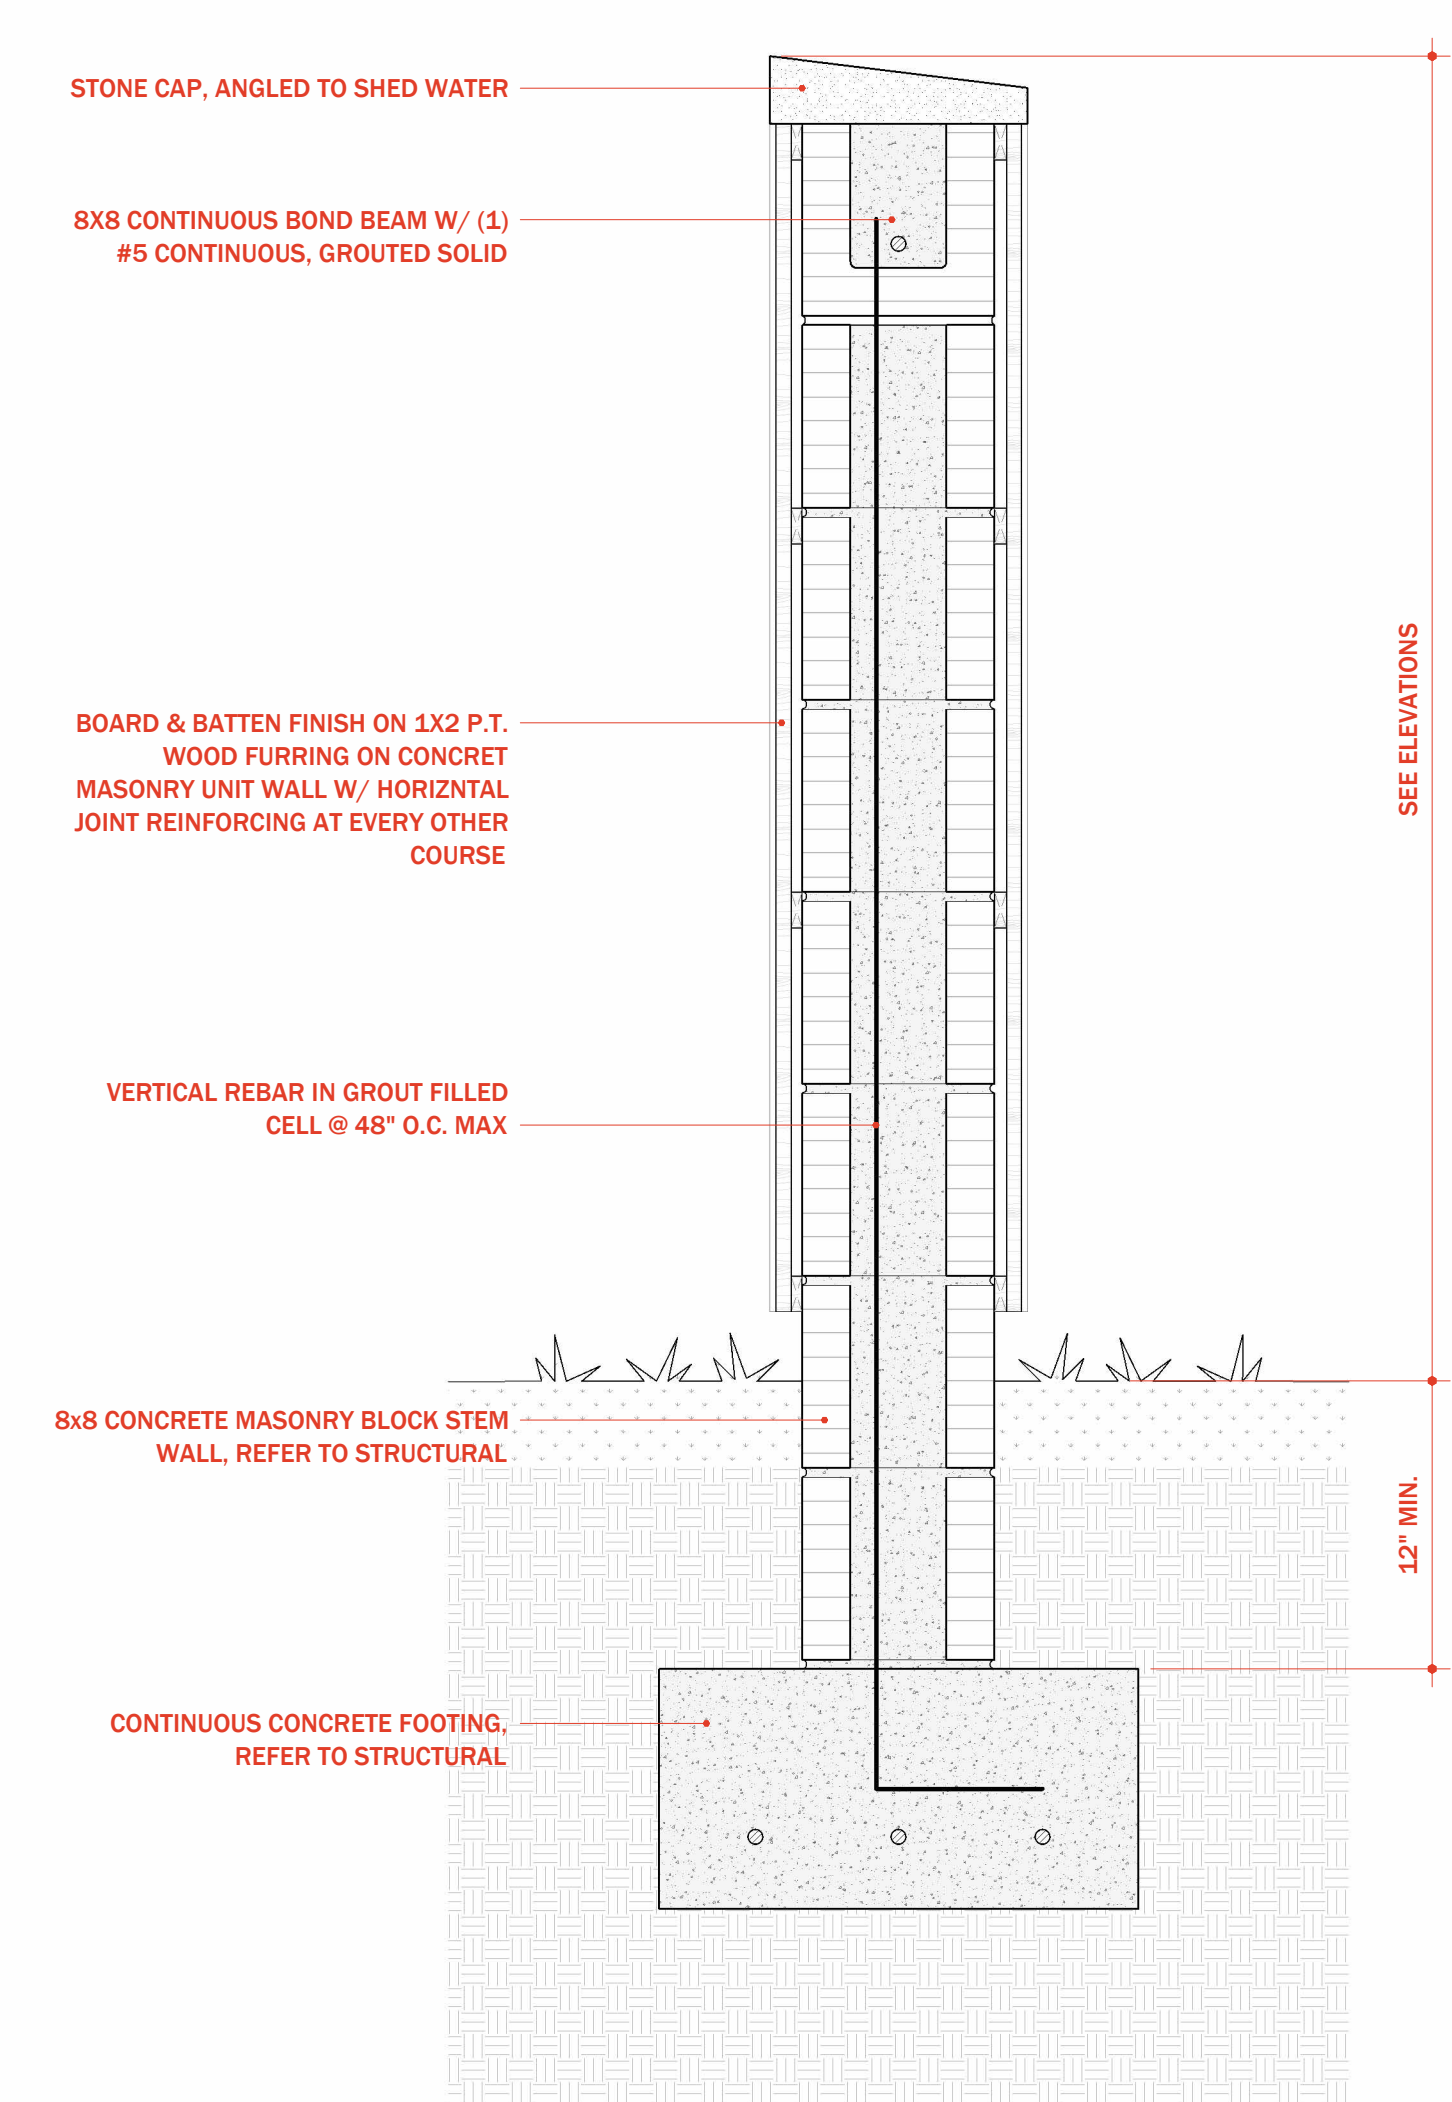 STONE CAP, ANGLED TO SHED WATER
8X8 CONTINUOUS BOND BEAM W/ (1)
#5 CONTINUOUS, GROUTED SOLID
BOARD & BATTEN FINISH ON 1X2 P.T.
WOOD FURRING ON CONCRET
MASONRY UNIT WALL W/ HORIZNTAL
JOINT REINFORCING AT EVERY OTHER
COURSE
SEE ELEVATIONS
VERTICAL REBAR IN GROUT FILLED
CELL @ 48" O.C. MAX
8x8 CONCRETE MASONRY BLOCK STEM
WALL, REFER TO STRUCTURAL
12" MIN.
CONTINUOUS CONCRETE FOOTING,
REFER TO STRUCTURAL